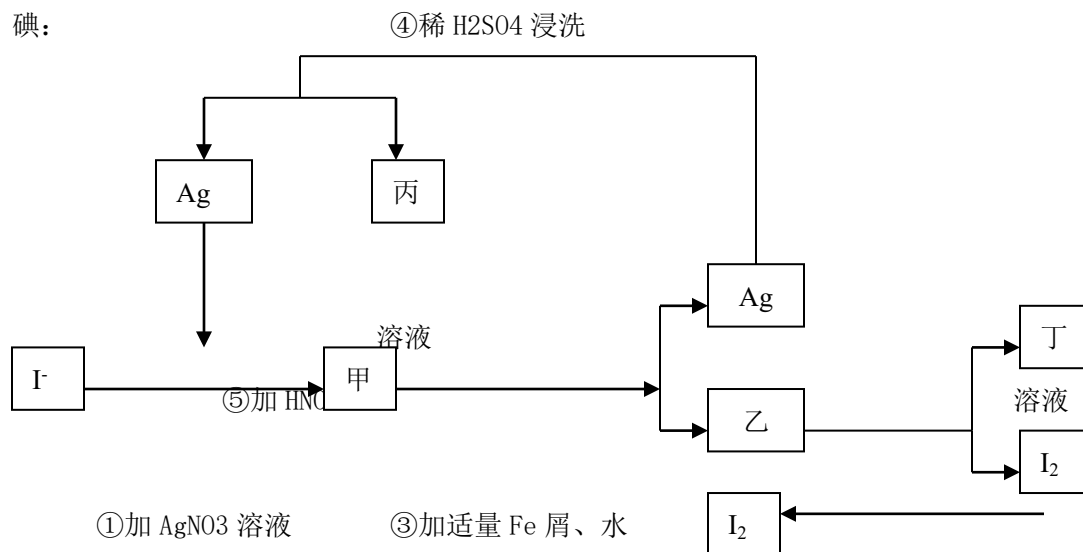 碘：
④稀 H2SO4 浸洗
Ag
丙
Ag
溶液
丁
I-
甲
⑤加 HNO
乙
溶液
I2
①加 AgNO3 溶液
③加适量 Fe 屑、水
I2